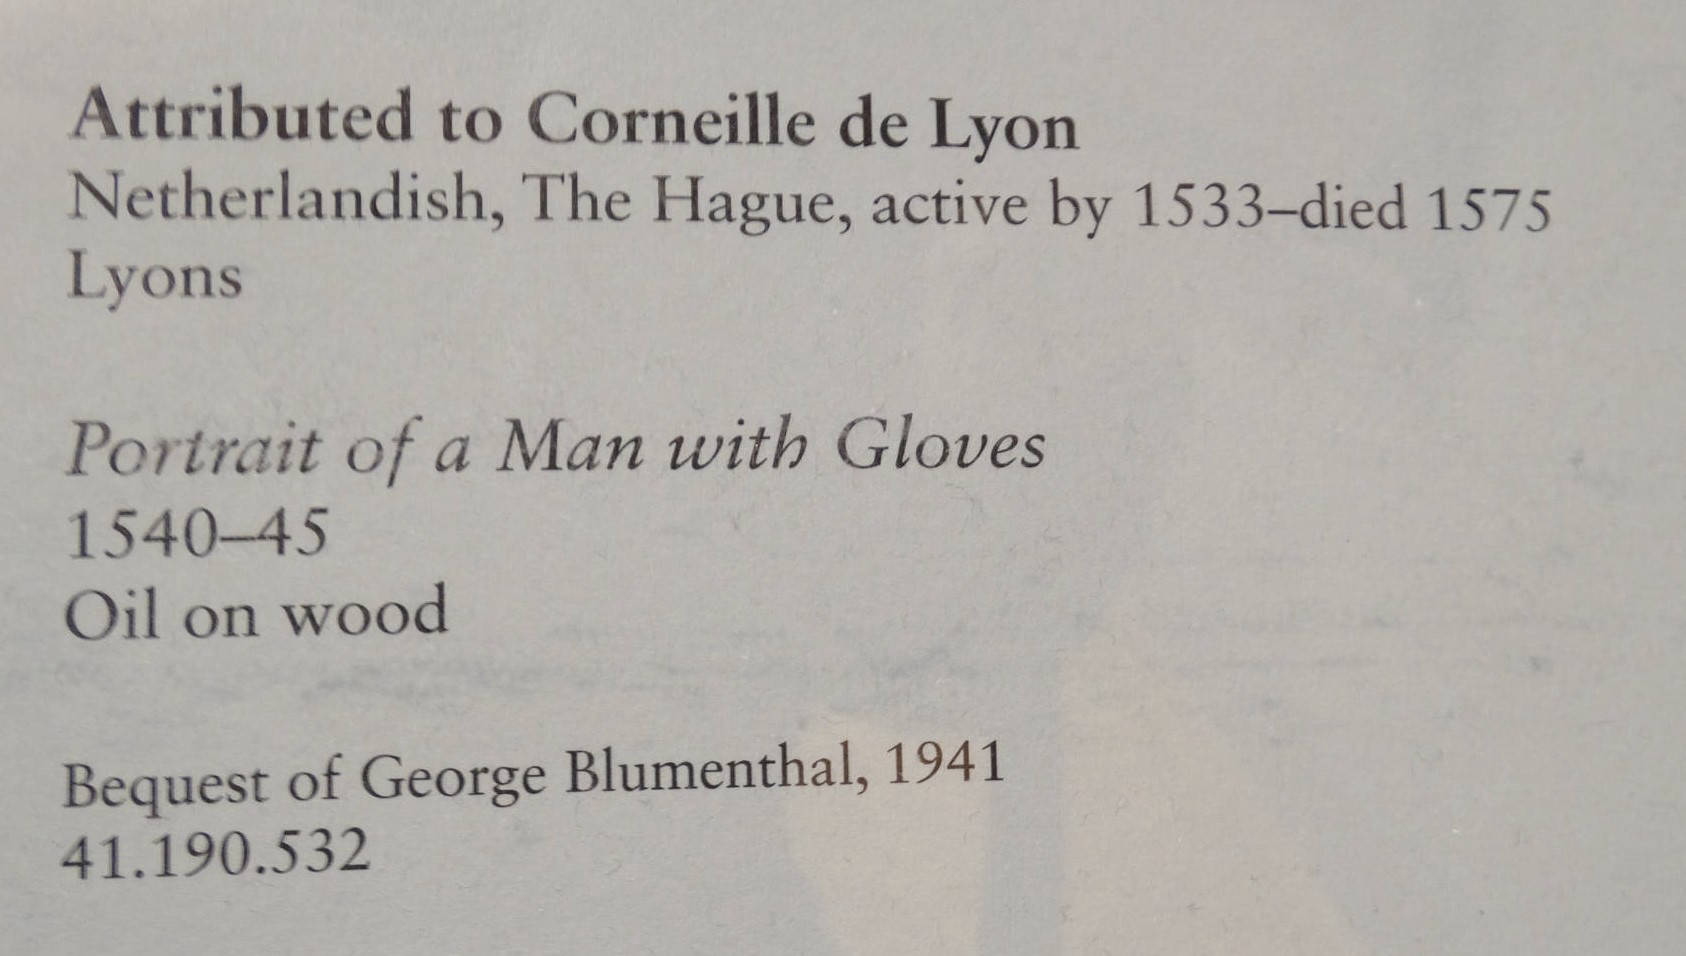 Attributed to Corneille de Lyon
Netherlandish, The Hague, active by 1533–died 1575
Lyons
Portrait of a Man with Gloves
1540–45
Oil on wood
Bequest of George Blumenthal, 1941
41.190.532